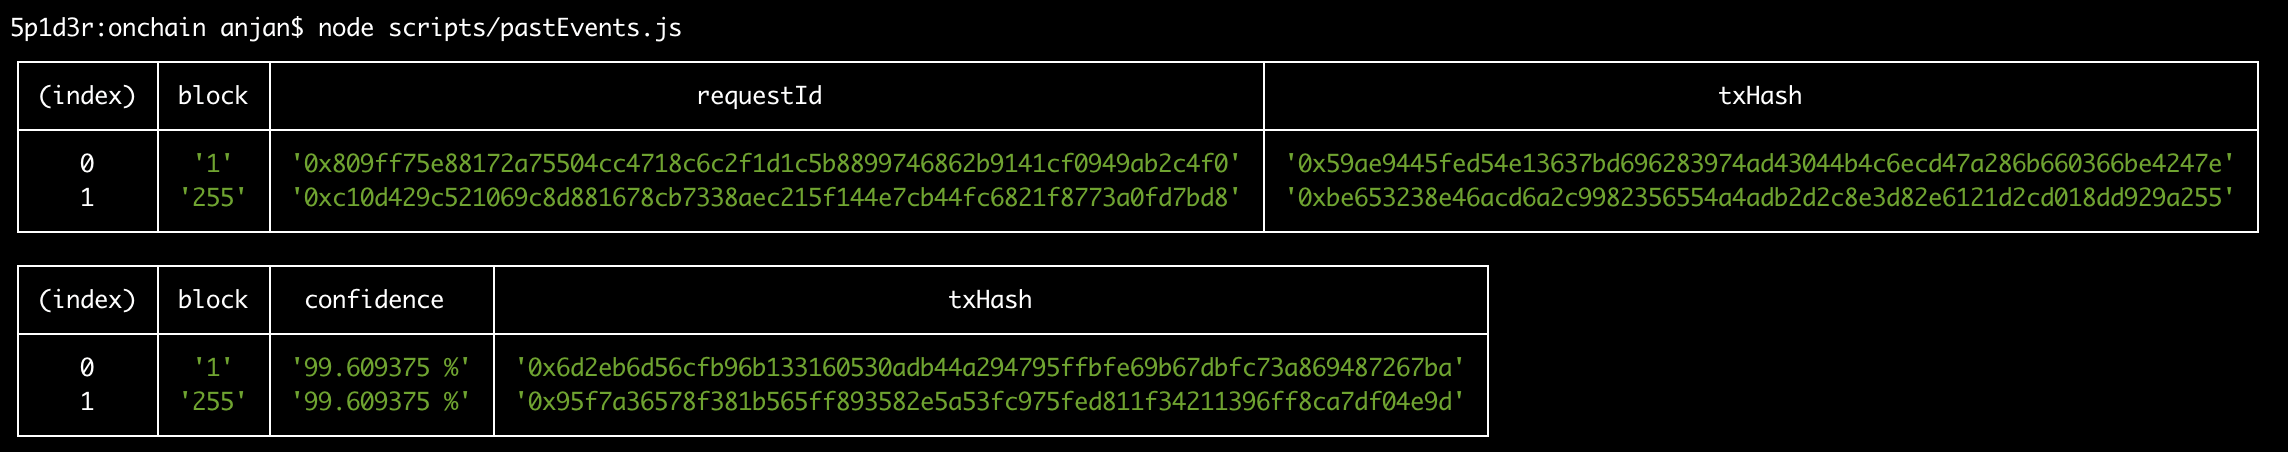 5p1d3r:onchain anjan$ node scripts/pastEvents.js
(index) block requestId txHash
0 '1' '0x809ff75e88172a75504cc4718c6c2f1d1c5b8899746862b9141cf0949ab2c4f0' '0x59ae9445fed54e13637bd696283974ad43044b4c6ecd47a286b660366be4247e'
1 '255' '0xc10d429c521069c8d881678cb7338aec215f144e7cb44fc6821f8773a0fd7bd8' '0xbe653238e46acd6a2c9982356554a4adb2d2c8e3d82e6121d2cd018dd929a255'
(index) block confidence txHash
0 '1' '99.609375 %' '0x6d2eb6d56cfb96b133160530adb44a294795ffbfe69b67dbfc73a869487267ba'
1 '255' '99.609375 %' '0x95f7a36578f381b565ff893582e5a53fc975fed811f34211396ff8ca7df04e9d'